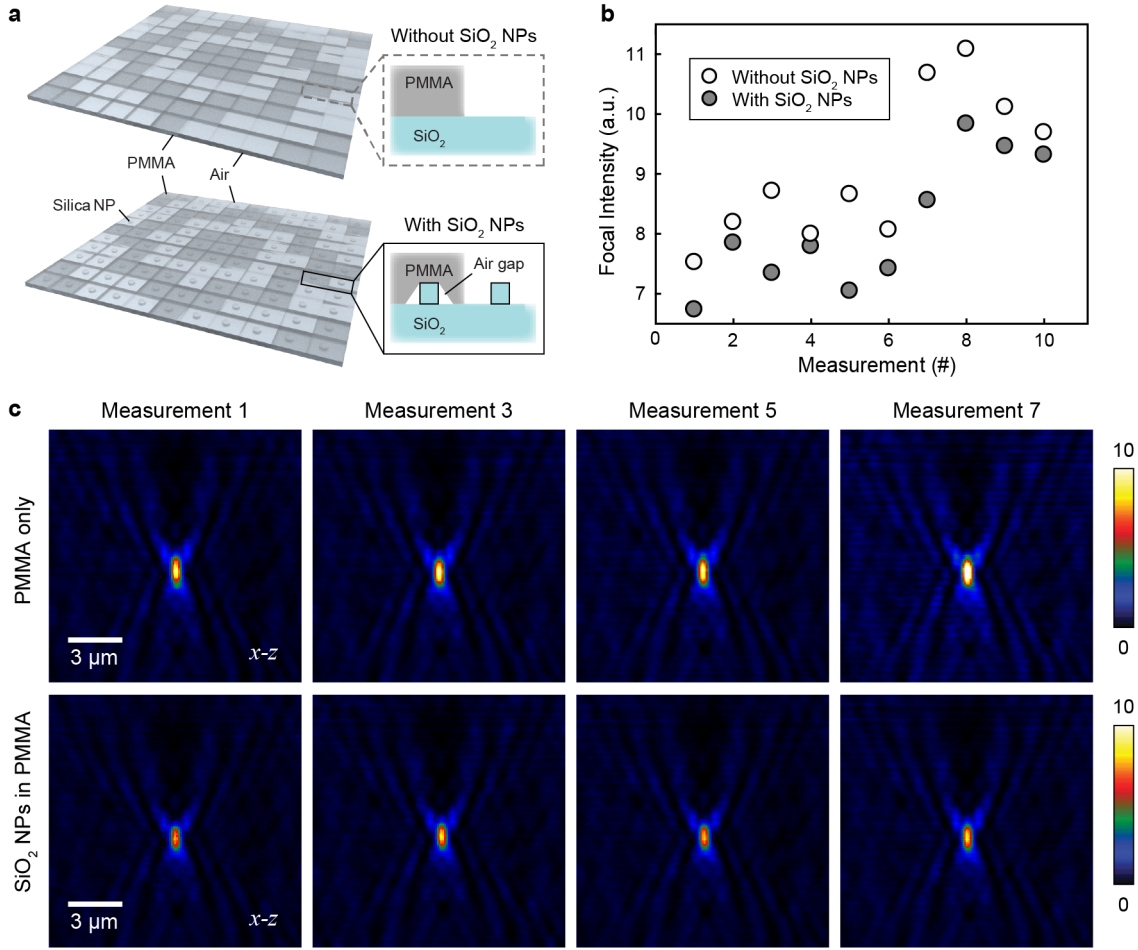 a
Without SiO₂ NPs
PMMA
SiO₂
PMMA
Air
Silica NP
With SiO₂ NPs
PMMA
Air gap
SiO₂
b
11
10
9
8
7
0
2
4
6
8
10
Focal Intensity (a.u.)
Measurement (#)
Without SiO₂ NPs
With SiO₂ NPs
c
Measurement 1
Measurement 3
Measurement 5
Measurement 7
PMMA only
3 µm
x-z
10
0
SiO₂ NPs in PMMA
3 µm
x-z
10
0